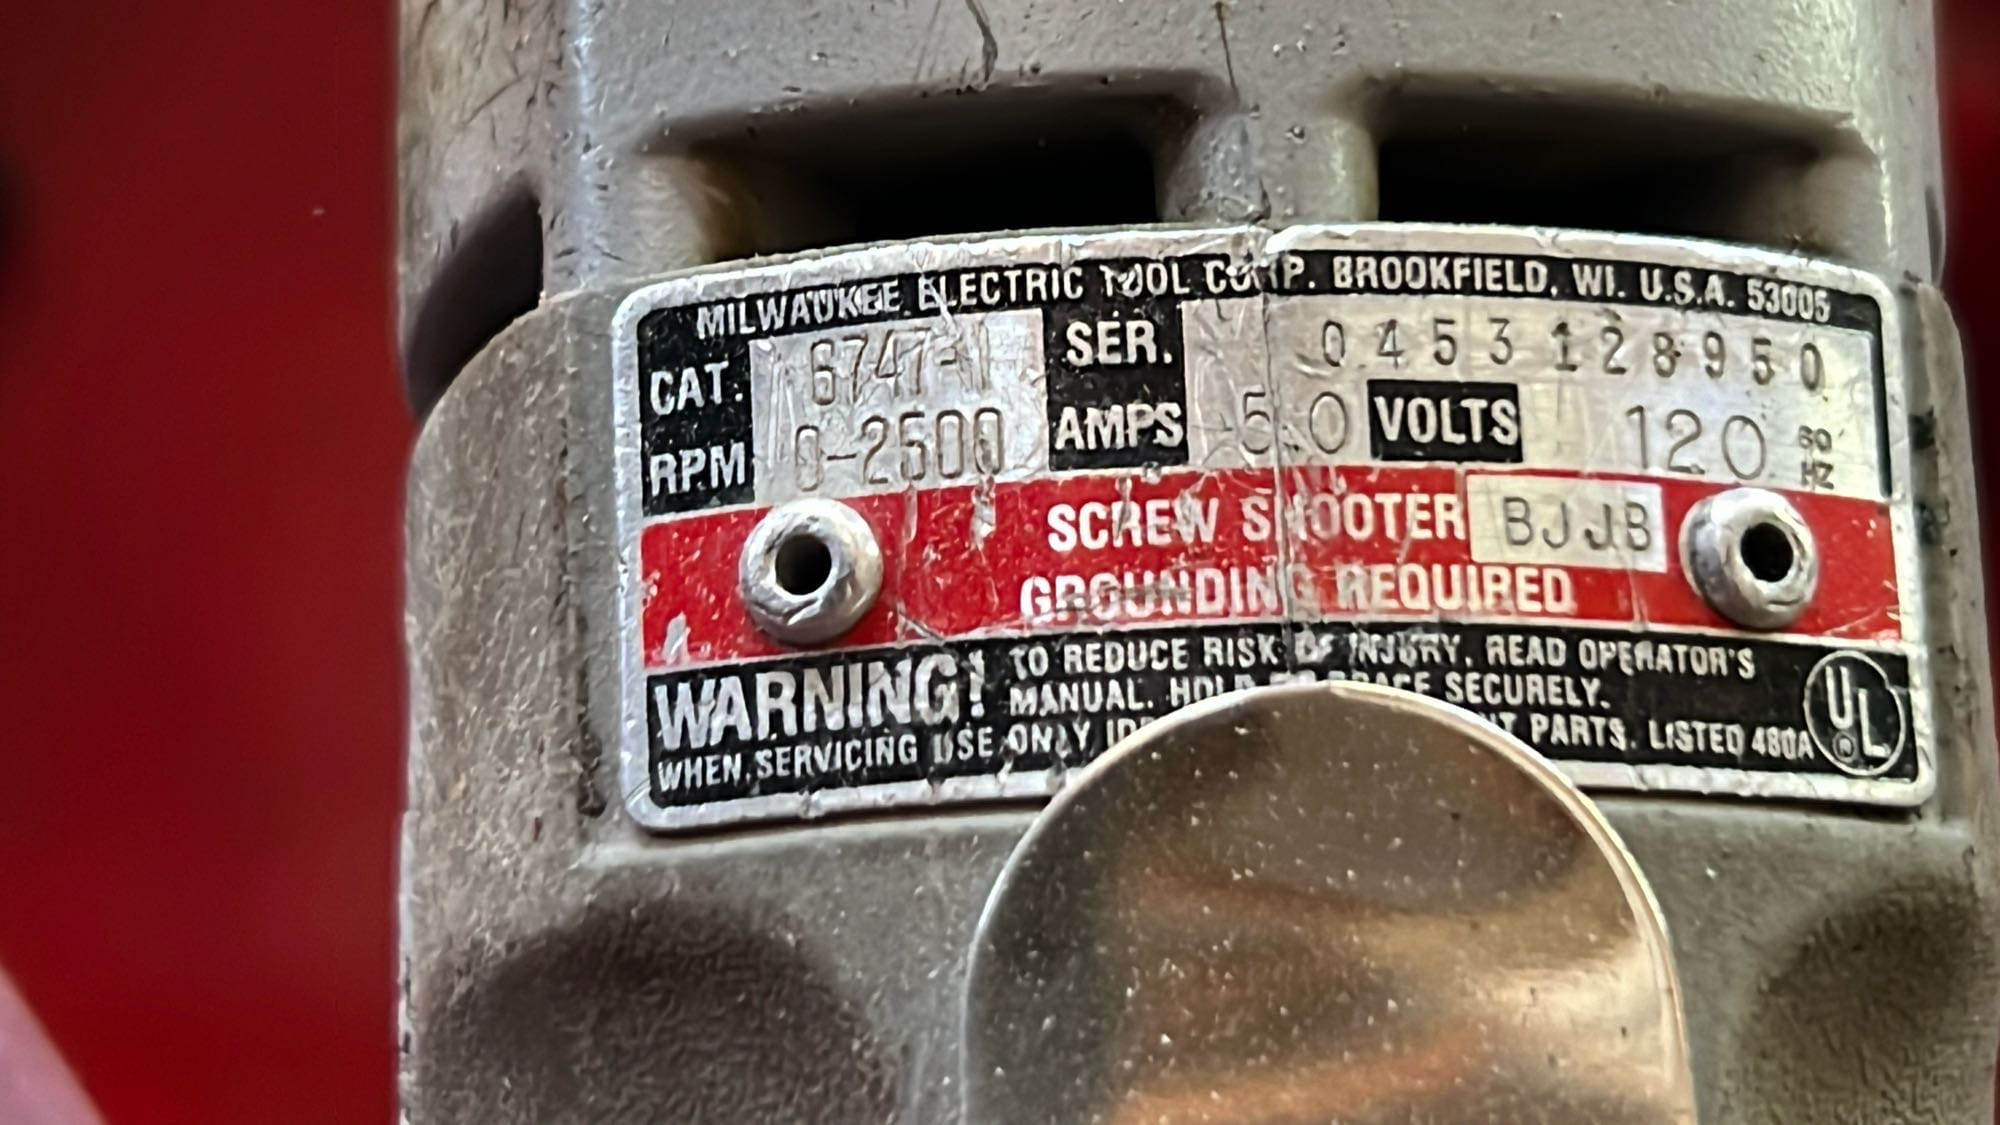 MILWAUKEE ELECTRIC TOOL CORP. BROOKFIELD, WI. U.S.A. 53005
CAT. 6747-1 SER. 0453128950
RPM 0-2500 AMPS 5.0 VOLTS 120 60 HZ
SCREW SHOOTER BJJB
GROUNDING REQUIRED
WARNING! TO REDUCE RISK OF INJURY, READ OPERATOR'S
MANUAL. HOLD OR BRACE SECURELY.
WHEN SERVICING USE ONLY PARTS. LISTED 480A UL ®